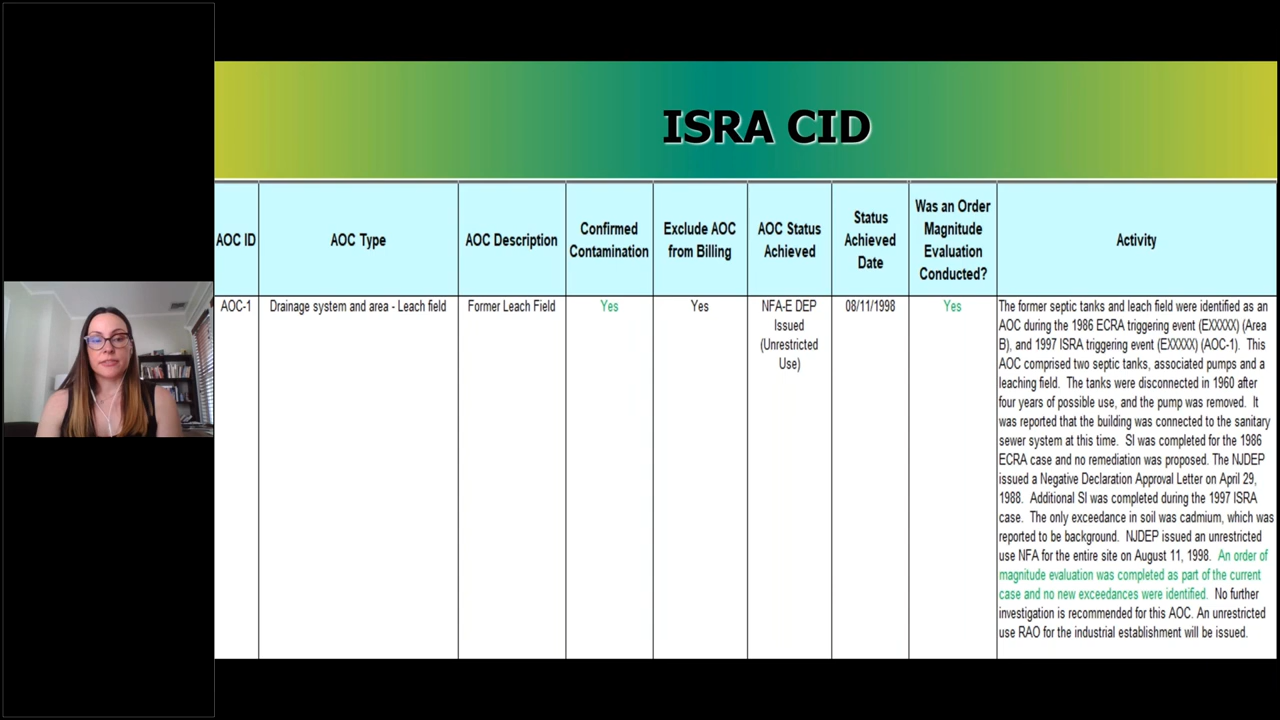 ISRA CID
AOC ID
AOC Type
AOC Description
Confirmed
Contamination
Exclude AOC
from Billing
AOC Status
Achieved
Status
Achieved
Date
Was an Order
Magnitude
Evaluation
Conducted?
Activity
AOC-1
Drainage system and area - Leach field
Former Leach Field
Yes
Yes
NFA-E DEP
Issued
(Unrestricted
Use)
08/11/1998
Yes
The former septic tanks and leach field were identified as an
AOC during the 1986 ECRA triggering event (EXXXXX) (Area
B), and 1997 ISRA triggering event (EXXXXX) (AOC-1). This
AOC comprised two septic tanks, associated pumps and a
leaching field. The tanks were disconnected in 1960 after
four years of possible use, and the pump was removed. It
was reported that the building was connected to the sanitary
sewer system at this time. SI was completed for the 1986
ECRA case and no remediation was proposed. The NJDEP
issued a Negative Declaration Approval Letter on April 29,
1988. Additional SI was completed during the 1997 ISRA
case. The only exceedance in soil was cadmium, which was
reported to be background. NJDEP issued an unrestricted
use NFA for the entire site on August 11, 1998. An order of
magnitude evaluation was completed as part of the current
case and no new exceedances were identified. No further
investigation is recommended for this AOC. An unrestricted
use RAO for the industrial establishment will be issued.